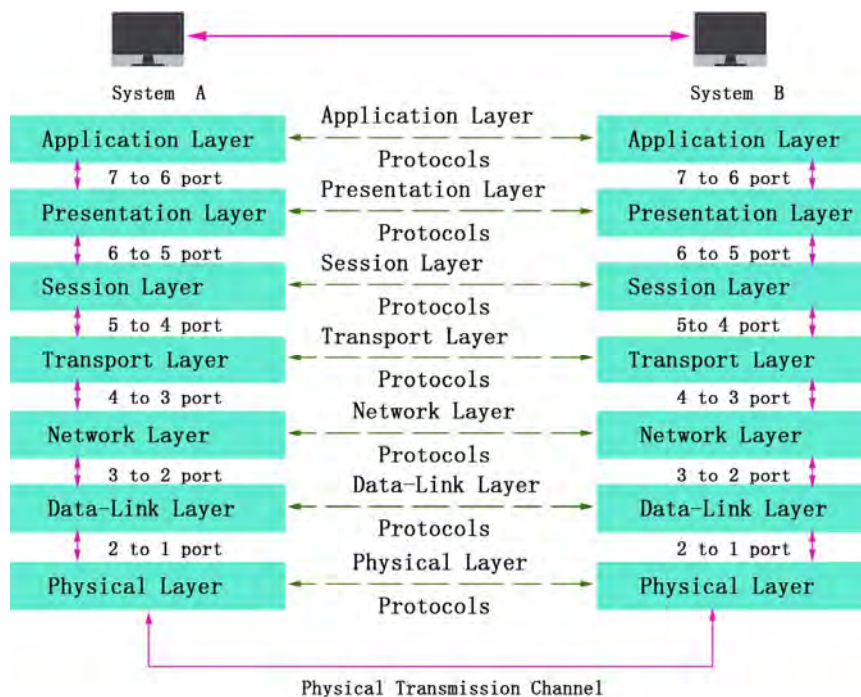 System A
System B
Application Layer
Application Layer
Application Layer
7 to 6 port
Protocols
7 to 6 port
Presentation Layer
Presentation Layer
Presentation Layer
6 to 5 port
Protocols
6 to 5 port
Session Layer
Session Layer
Session Layer
5 to 4 port
Protocols
5to 4 port
Transport Layer
Transport Layer
Transport Layer
4 to 3 port
Protocols
4 to 3 port
Network Layer
Network Layer
Network Layer
3 to 2 port
Protocols
3 to 2 port
Data-Link Layer
Data-Link Layer
Data-Link Layer
2 to 1 port
Protocols
2 to 1 port
Physical Layer
Physical Layer
Physical Layer
Protocols
Physical Transmission Channel